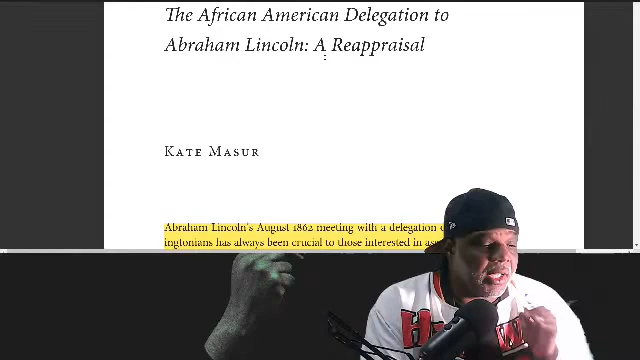 The African American Delegation to
Abraham Lincoln: A Reappraisal
Kate Masur
Abraham Lincoln's August 1862 meeting with a delegation
ingtonians has always been crucial to those interested in